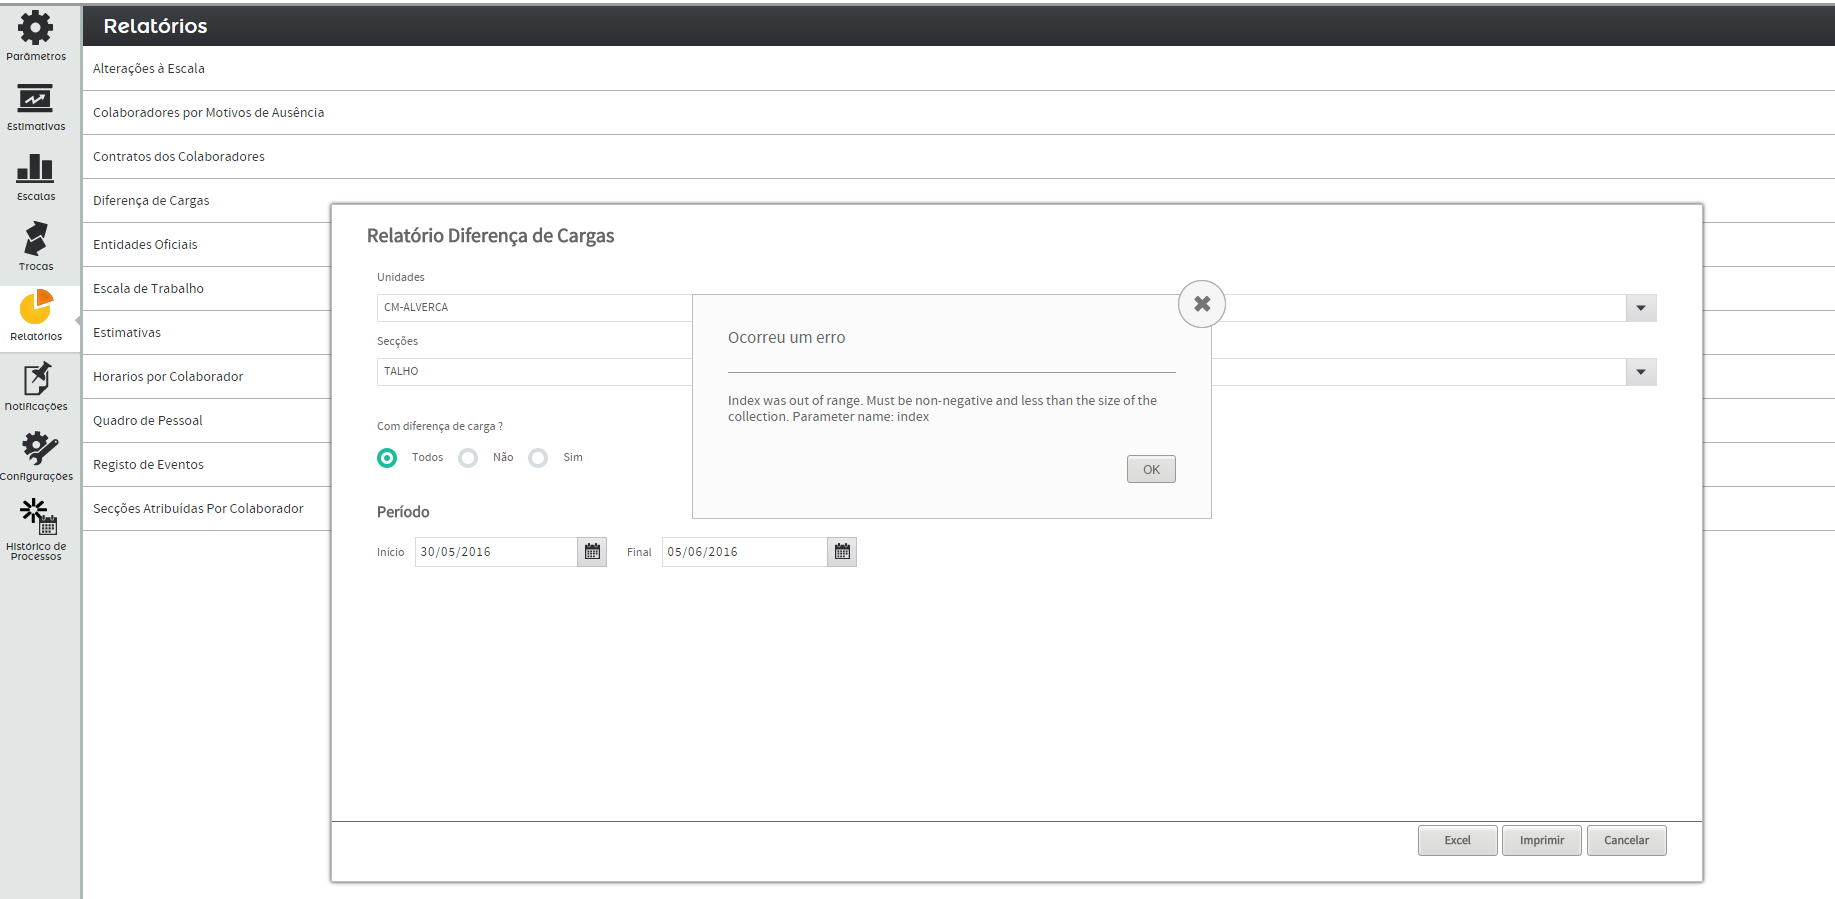 Relatórios
Parâmetros
Estimativas
Escalas
Trocas
Relatórios
Notificações
Configurações
Histórico de
Processos
Alterações à Escala
Colaboradores por Motivos de Ausência
Contratos dos Colaboradores
Diferença de Cargas
Entidades Oficiais
Escala de Trabalho
Estimativas
Horarios por Colaborador
Quadro de Pessoal
Registo de Eventos
Secções Atribuídas Por Colaborador
Relatório Diferença de Cargas
Unidades
CM-ALVERCA
Secções
TALHO
Com diferença de carga ?
Todos Não Sim
Período
Início 30/05/2016 Final 05/06/2016
Ocorreu um erro
Index was out of range. Must be non-negative and less than the size of the
collection. Parameter name: index
OK
Excel Imprimir Cancelar